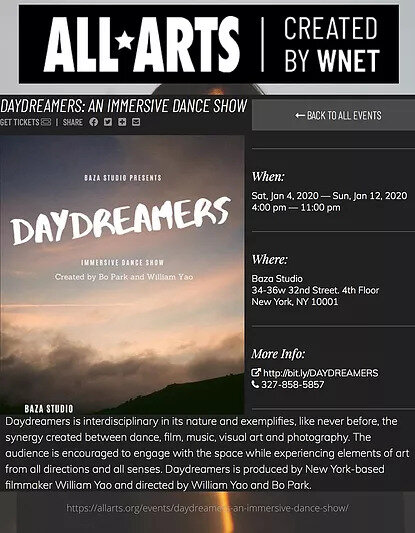 ALL★ARTS | CREATED
BY WNET
DAYDREAMERS: AN IMMERSIVE DANCE SHOW
GET TICKETS | SHARE
← BACK TO ALL EVENTS
BAZA STUDIO PRESENTS
DAYDREAMERS
IMMERSIVE DANCE SHOW
Created by Bo Park and William Yao
BAZA STUDIO
When:
Sat, Jan 4, 2020 — Sun, Jan 12, 2020
4:00 pm — 11:00 pm
Where:
Baza Studio
34-36w 32nd Street. 4th Floor
New York, NY 10001
More Info:
http://bit.ly/DAYDREAMERS
327-858-5857
Daydreamers is interdisciplinary in its nature and exemplifies, like never before, the
synergy created between dance, film, music, visual art and photography. The
audience is encouraged to engage with the space while experiencing elements of art
from all directions and all senses. Daydreamers is produced by New York-based
filmmaker William Yao and directed by William Yao and Bo Park.
https://allarts.org/events/daydreamers-an-immersive-dance-show/